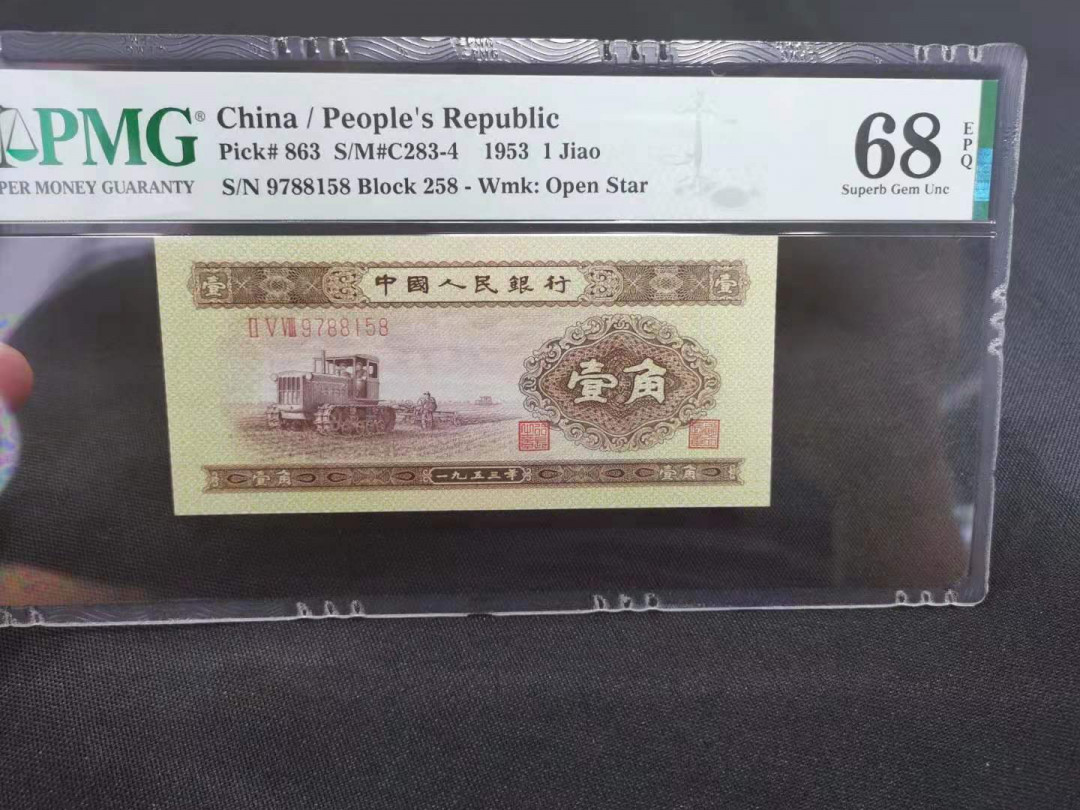 PMG®
PER MONEY GUARANTY
China / People's Republic
Pick# 863 S/M#C283-4 1953 1 Jiao
S/N 9788158 Block 258 - Wmk: Open Star
68
EPQ
Superb Gem Unc
壹 中國人民銀行 壹
II V VIII 9788158
壹角
壹角 一九五三年 壹角